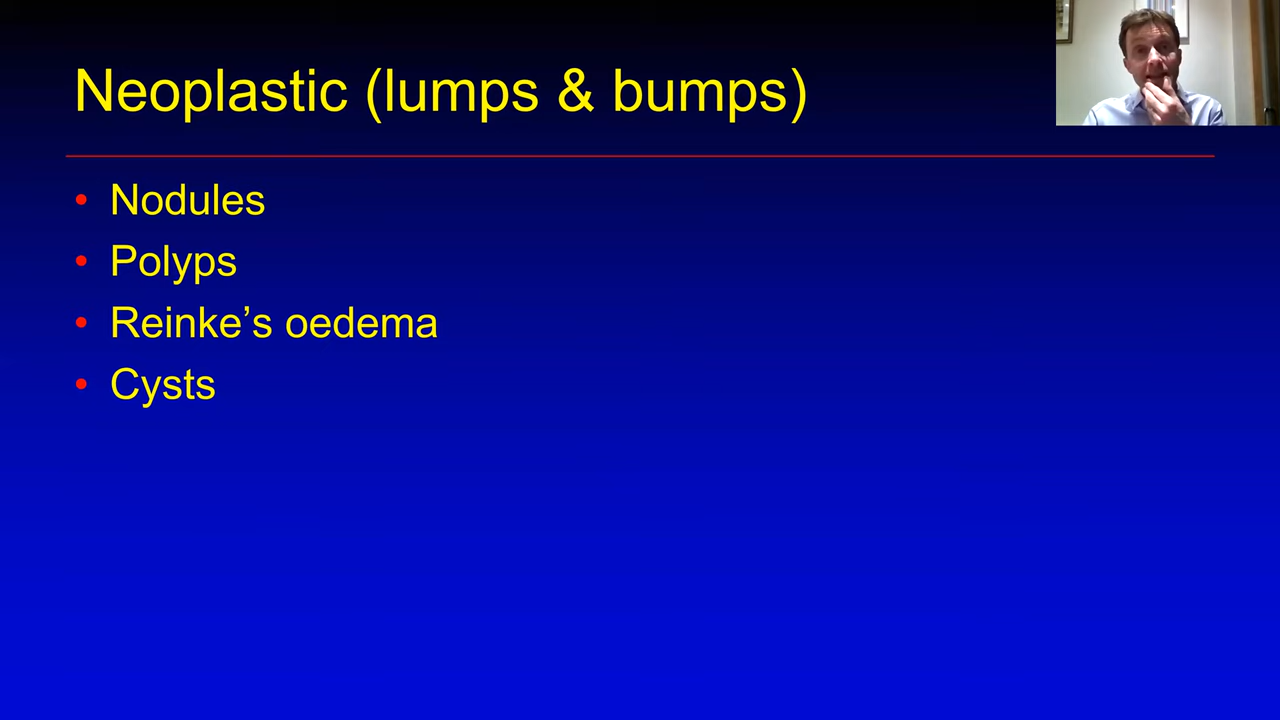 Neoplastic (lumps & bumps)
• Nodules
• Polyps
• Reinke’s oedema
• Cysts